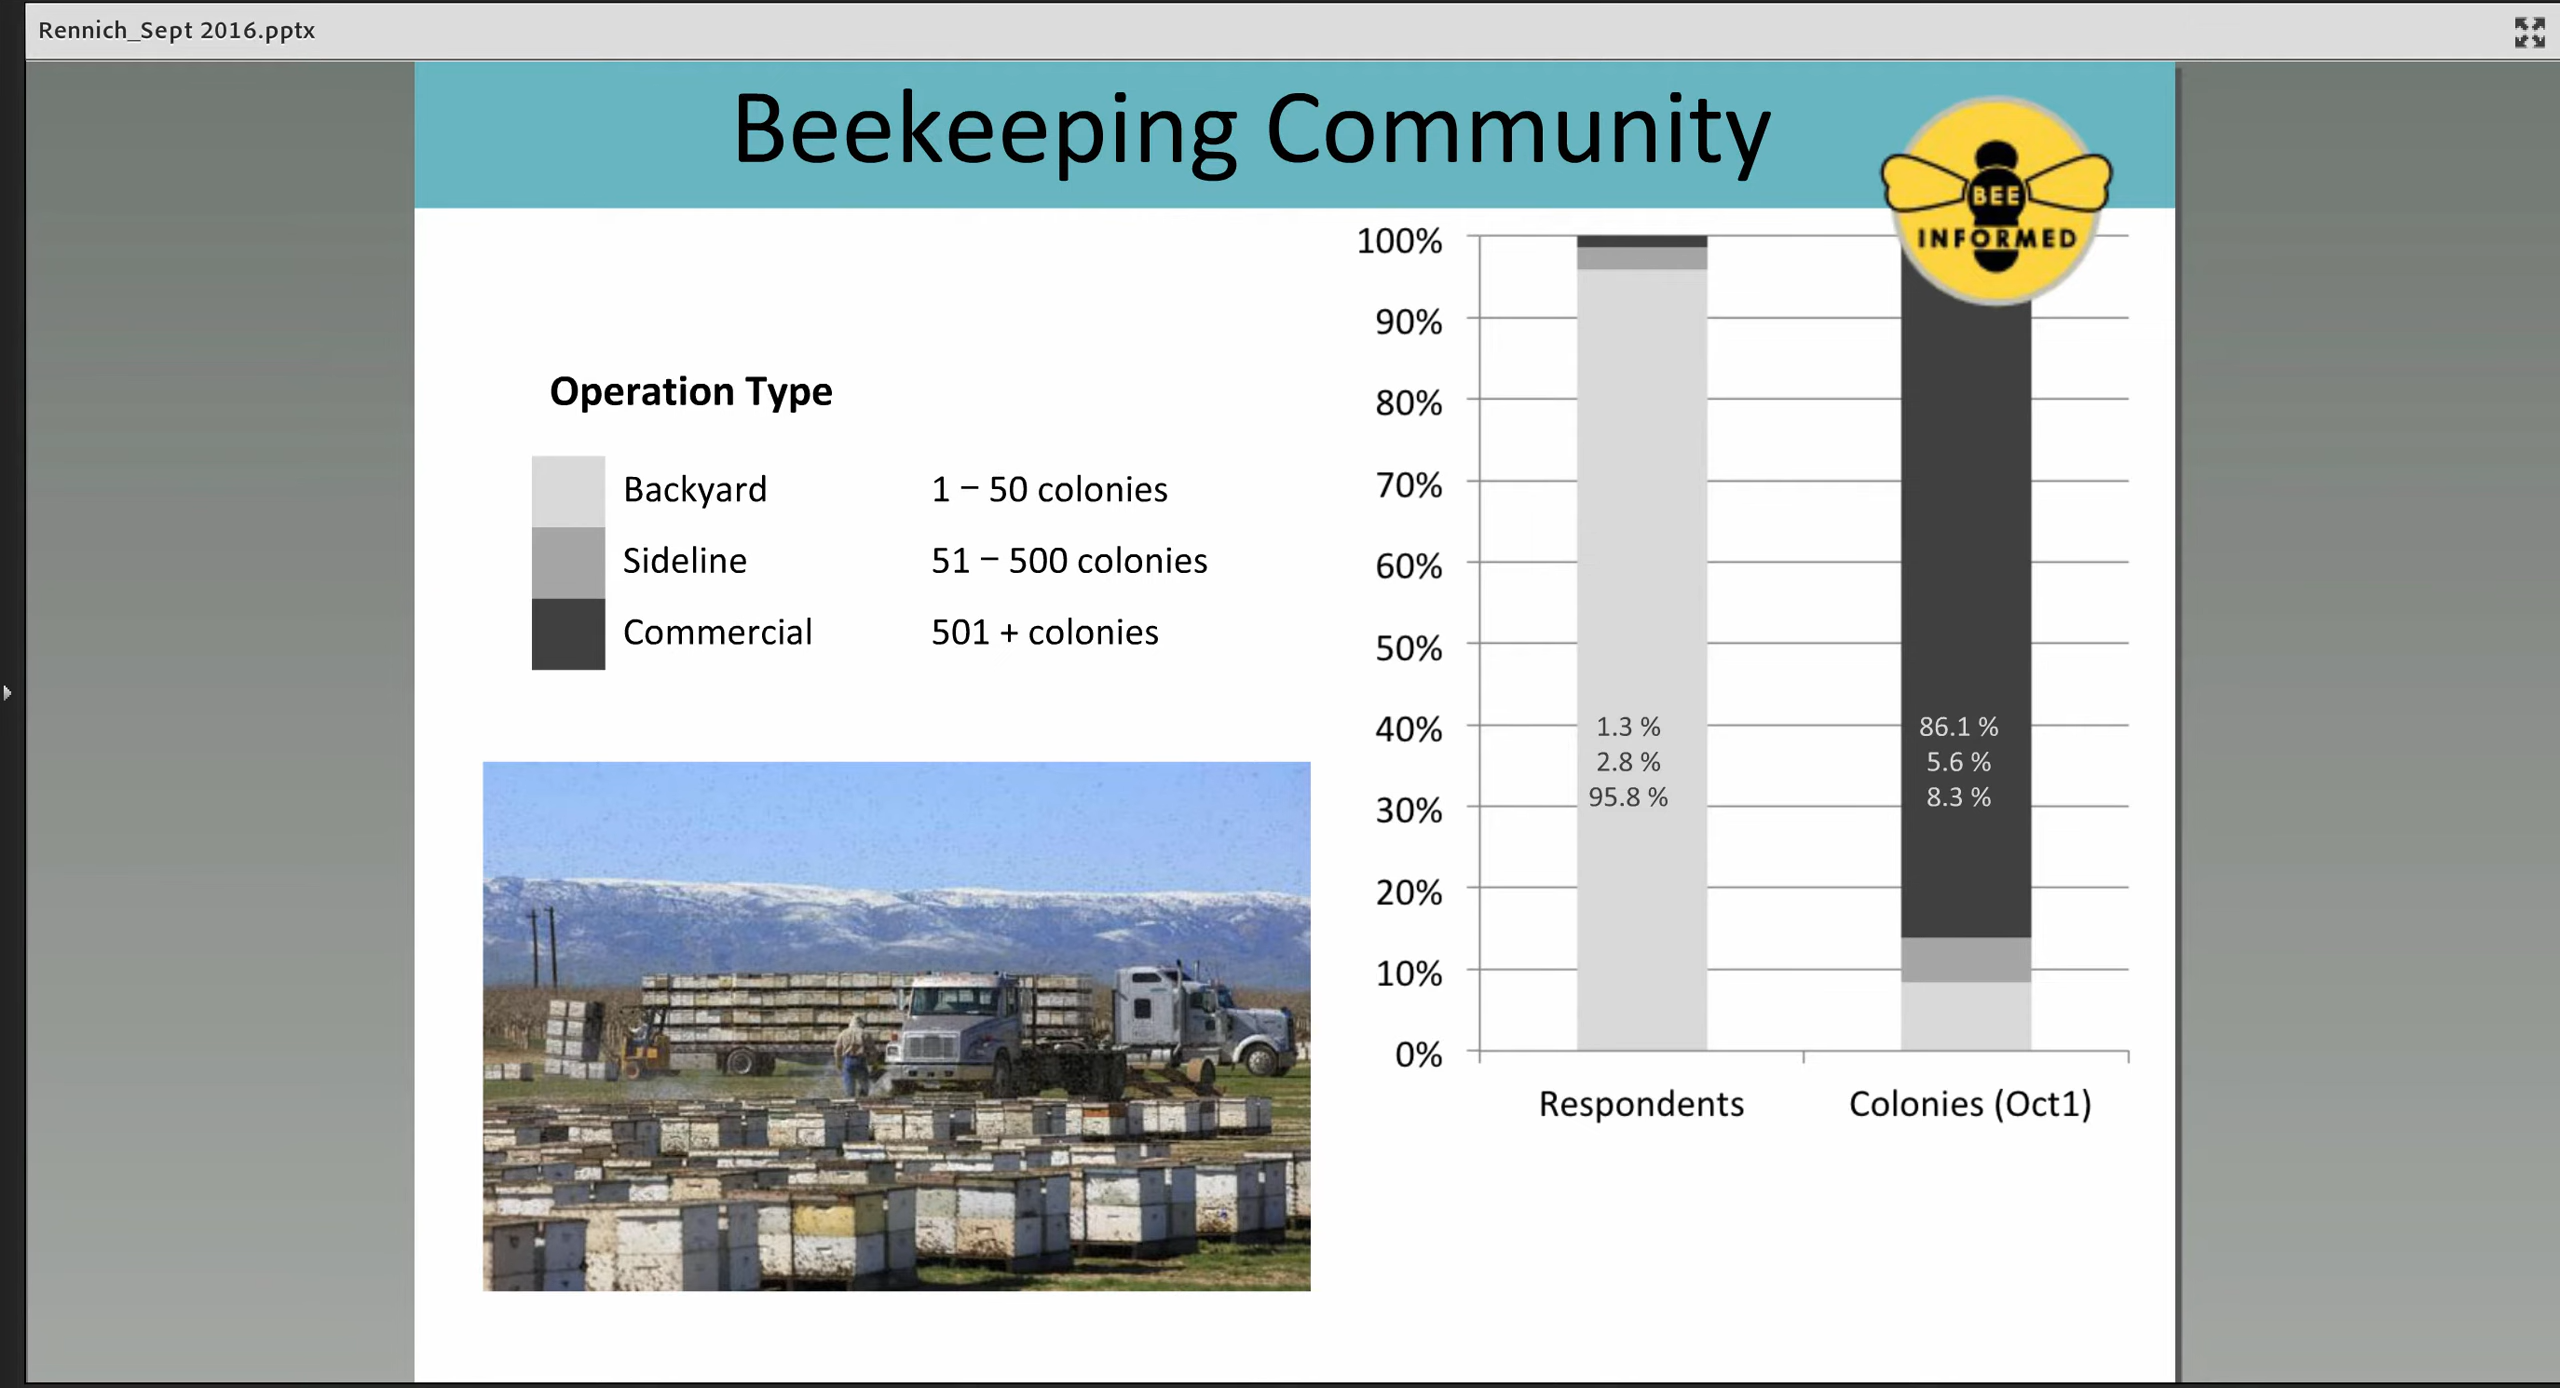 Rennich_Sept 2016.pptx
Beekeeping Community
BEE
INFORMED
Operation Type
Backyard 1 – 50 colonies
Sideline 51 – 500 colonies
Commercial 501 + colonies
100%
90%
80%
70%
60%
50%
40%
30%
20%
10%
0%
1.3 %
2.8 %
95.8 %
86.1 %
5.6 %
8.3 %
Respondents Colonies (Oct1)